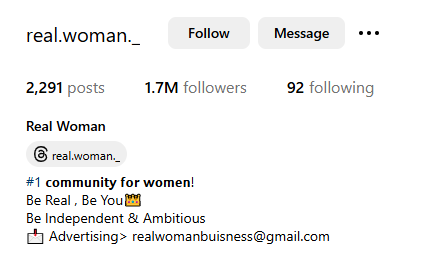 real.woman._ Follow Message
2,291 posts 1.7M followers 92 following
Real Woman
real.woman._
#1 community for women!
Be Real , Be You👑
Be Independent & Ambitious
📩 Advertising> realwomanbuisness@gmail.com